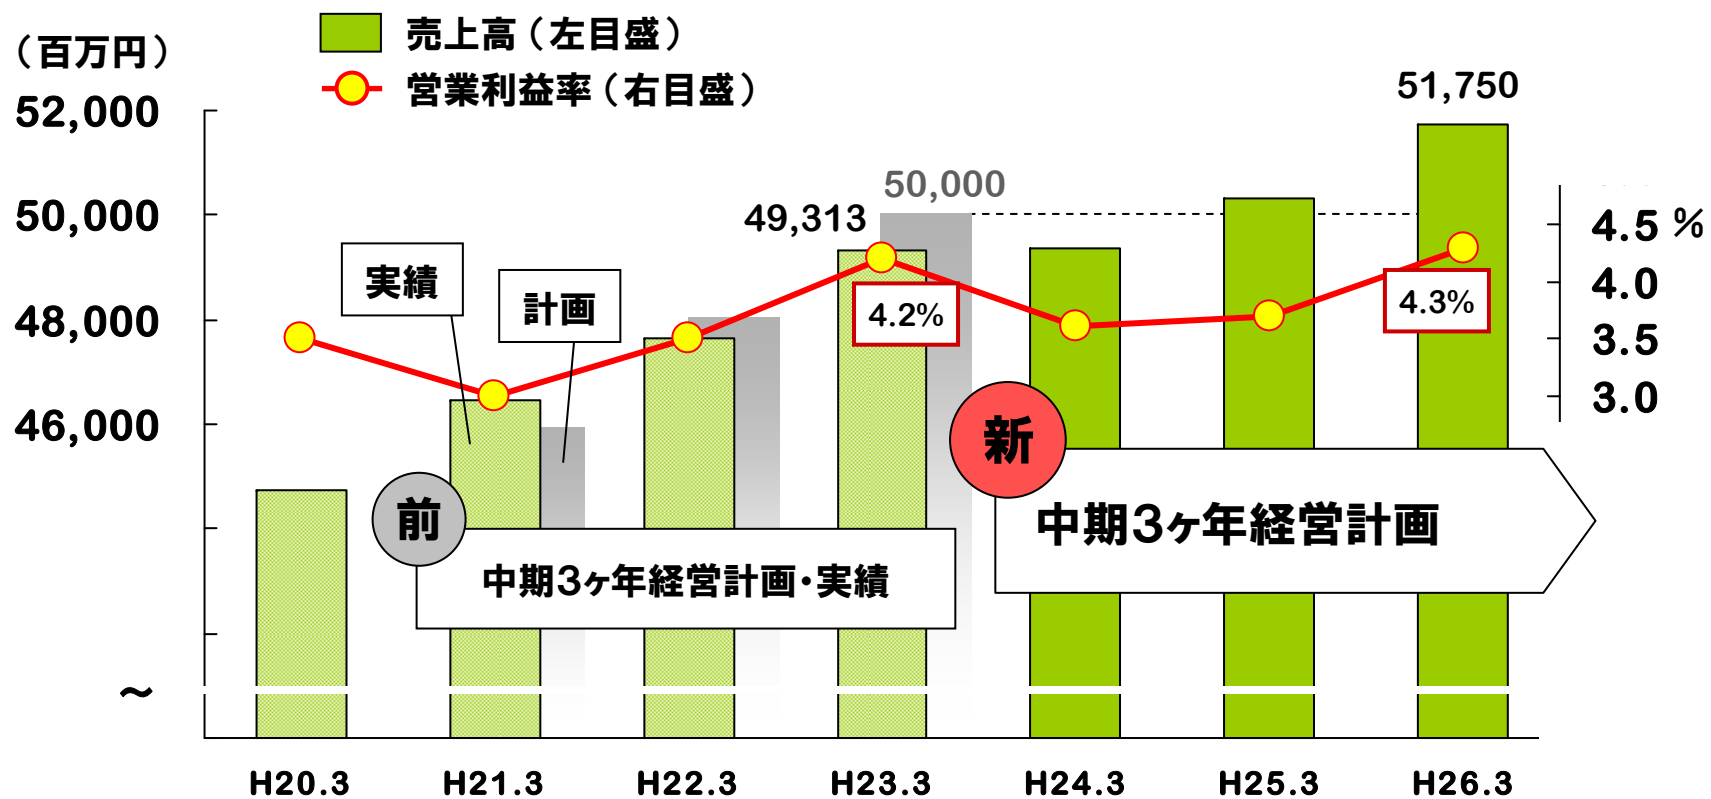 売上高（左目盛）
営業利益率（右目盛）
（百万円）
52,000
50,000
48,000
46,000
～
51,750
50,000
49,313
4.5 %
4.0
3.5
3.0
実績
計画
4.2%
4.3%
新
中期3ヶ年経営計画
前
中期3ヶ年経営計画・実績
H20.3
H21.3
H22.3
H23.3
H24.3
H25.3
H26.3